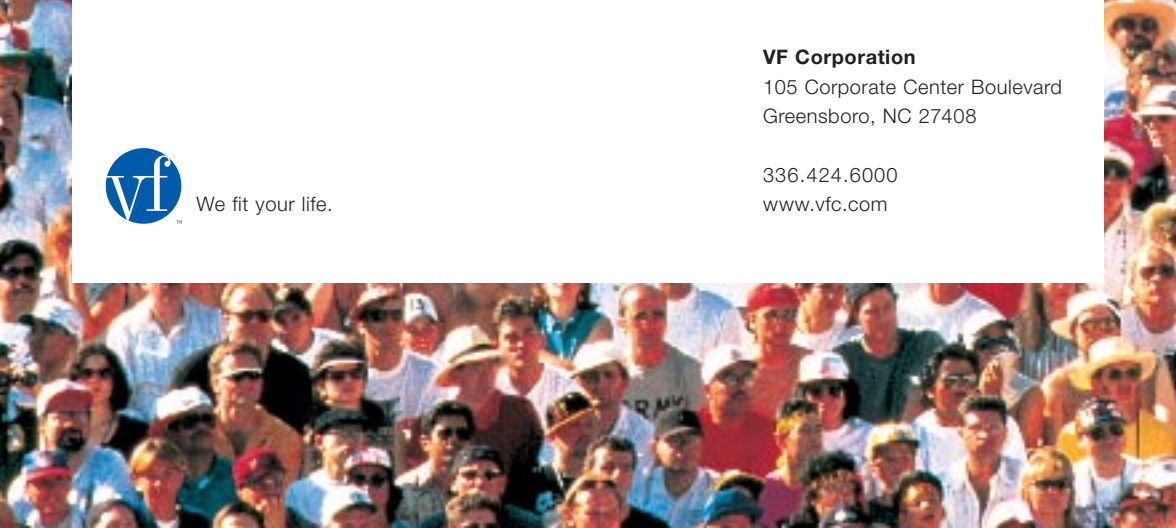 VF Corporation
105 Corporate Center Boulevard
Greensboro, NC 27408
336.424.6000
www.vfc.com
vf
TM
We fit your life.